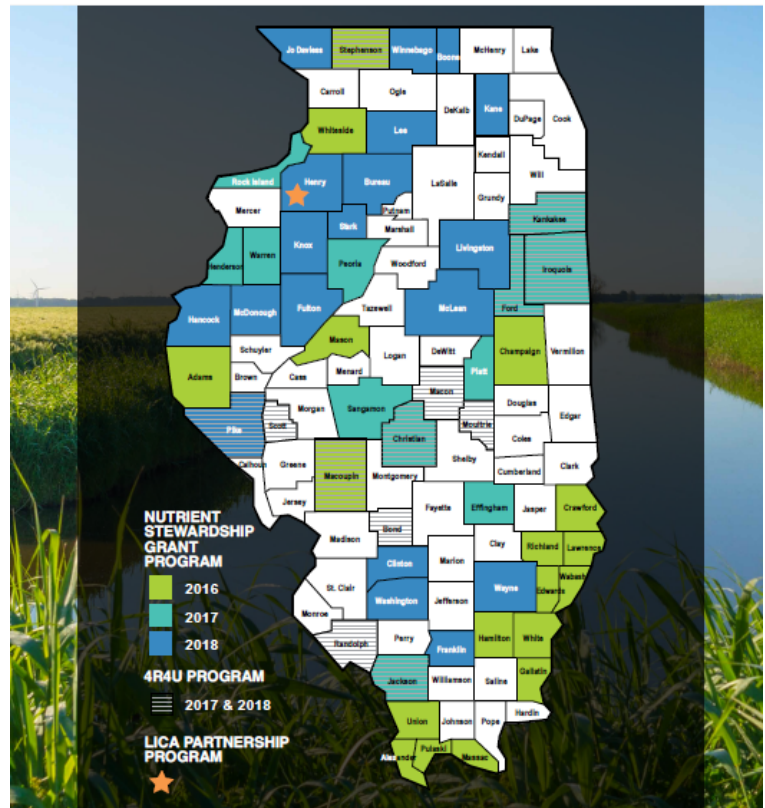 Jo Daviess
Stephenson
Winnebago
Boone
McHenry
Lake
Carroll
Ogle
DeKalb
Kane
DuPage
Cook
Whiteside
Lee
Kendall
Will
Rock Island
Henry
Bureau
LaSalle
Grundy
Mercer
Putnam
Kankakee
Stark
Marshall
Knox
Livingston
Henderson
Warren
Peoria
Woodford
Iroquois
Ford
Hancock
McDonough
Fulton
Tazewell
McLean
Mason
Schuyler
Logan
DeWitt
Champaign
Vermilion
Adams
Brown
Cass
Menard
Piatt
Macon
Morgan
Sangamon
Douglas
Edgar
Pike
Scott
Christian
Moultrie
Coles
Calhoun
Greene
Macoupin
Montgomery
Shelby
Cumberland
Clark
Jersey
Fayette
Effingham
Jasper
Crawford
Madison
Bond
Clay
Richland
Lawrence
Clinton
Marion
Wabash
St. Clair
Washington
Wayne
Edwards
Monroe
Jefferson
Randolph
Perry
Hamilton
White
Franklin
Jackson
Williamson
Saline
Gallatin
Union
Johnson
Pope
Hardin
Alexander
Pulaski
Massac
NUTRIENT
STEWARDSHIP
GRANT
PROGRAM
2016
2017
2018
4R4U PROGRAM
2017 & 2018
LICA PARTNERSHIP
PROGRAM